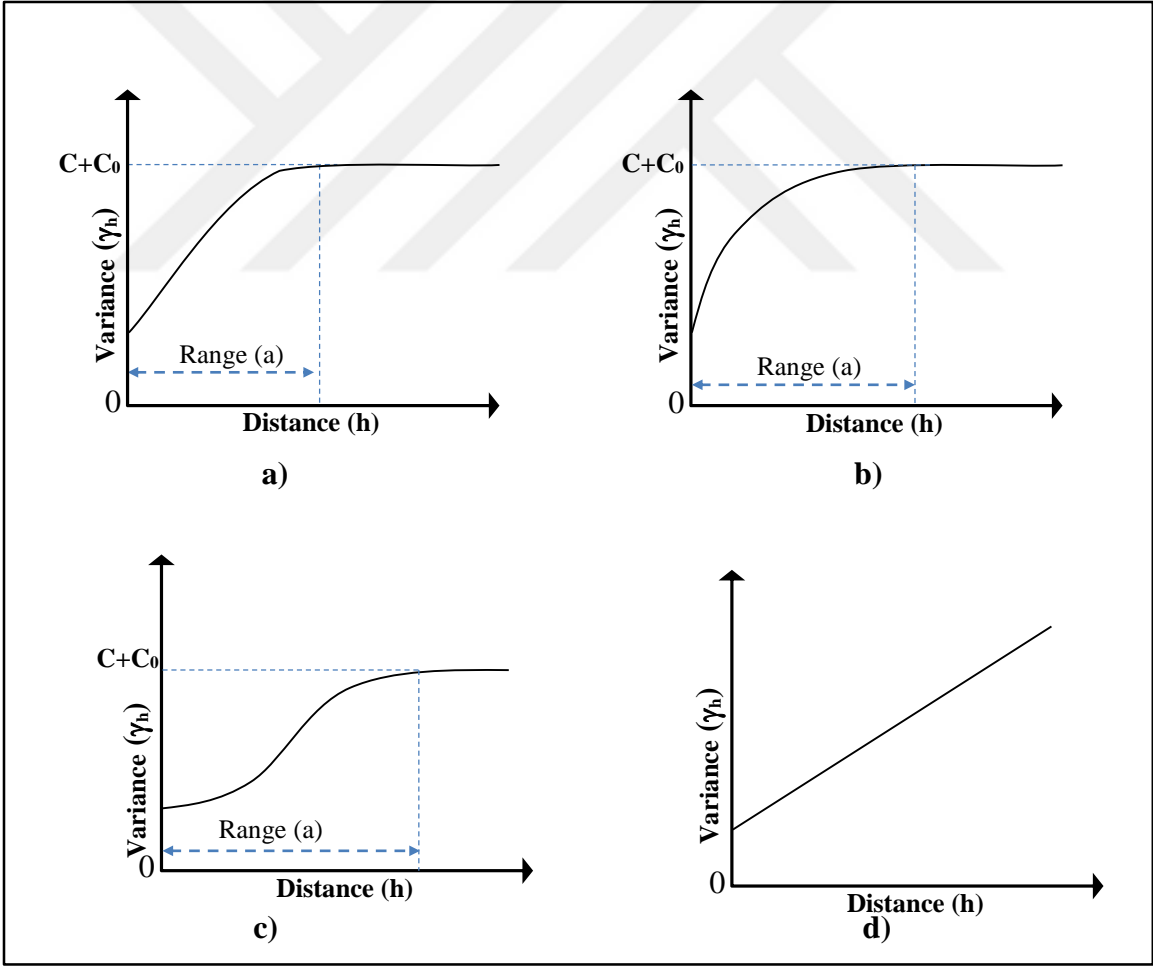 C+C₀
Variance (γₕ)
Range (a)
0
Distance (h)
a)
C+C₀
Variance (γₕ)
Range (a)
0
Distance (h)
b)
C+C₀
Variance (γₕ)
Range (a)
0
Distance (h)
c)
Variance (γₕ)
0
Distance (h)
d)